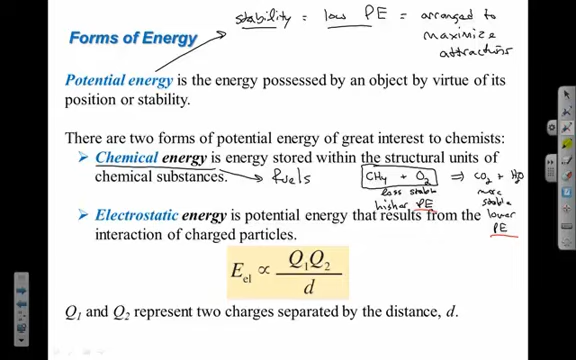 stability = low PE = arranged to
maximize
attractions
Forms of Energy
Potential energy is the energy possessed by an object by virtue of its
position or stability.
There are two forms of potential energy of great interest to chemists:
Chemical energy is energy stored within the structural units of
chemical substances. → fuels
CH4 + O2 ⇒ CO2 + H2O
less stable
higher PE
more
stable
lower
PE
Electrostatic energy is potential energy that results from the
interaction of charged particles.
E_el ∝ Q1Q2 / d
Q1 and Q2 represent two charges separated by the distance, d.